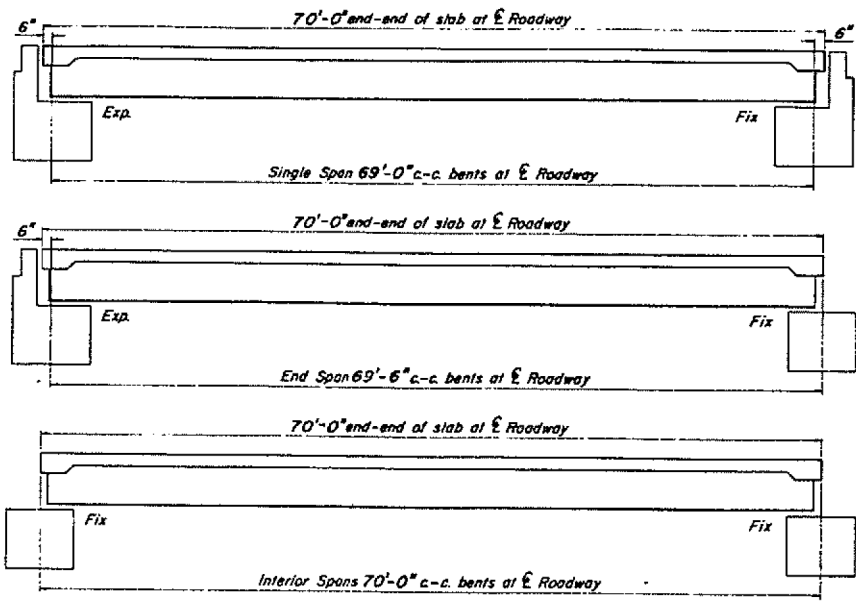 70'-0" end-end of slab at ℄ Roadway
6" 6"
Exp. Fix
Single Span 69'-0" c.-c. bents at ℄ Roadway
70'-0" end-end of slab at ℄ Roadway
6"
Exp. Fix
End Span 69'-6" c.-c. bents at ℄ Roadway
70'-0" end-end of slab at ℄ Roadway
Fix Fix
Interior Spans 70'-0" c.-c. bents at ℄ Roadway